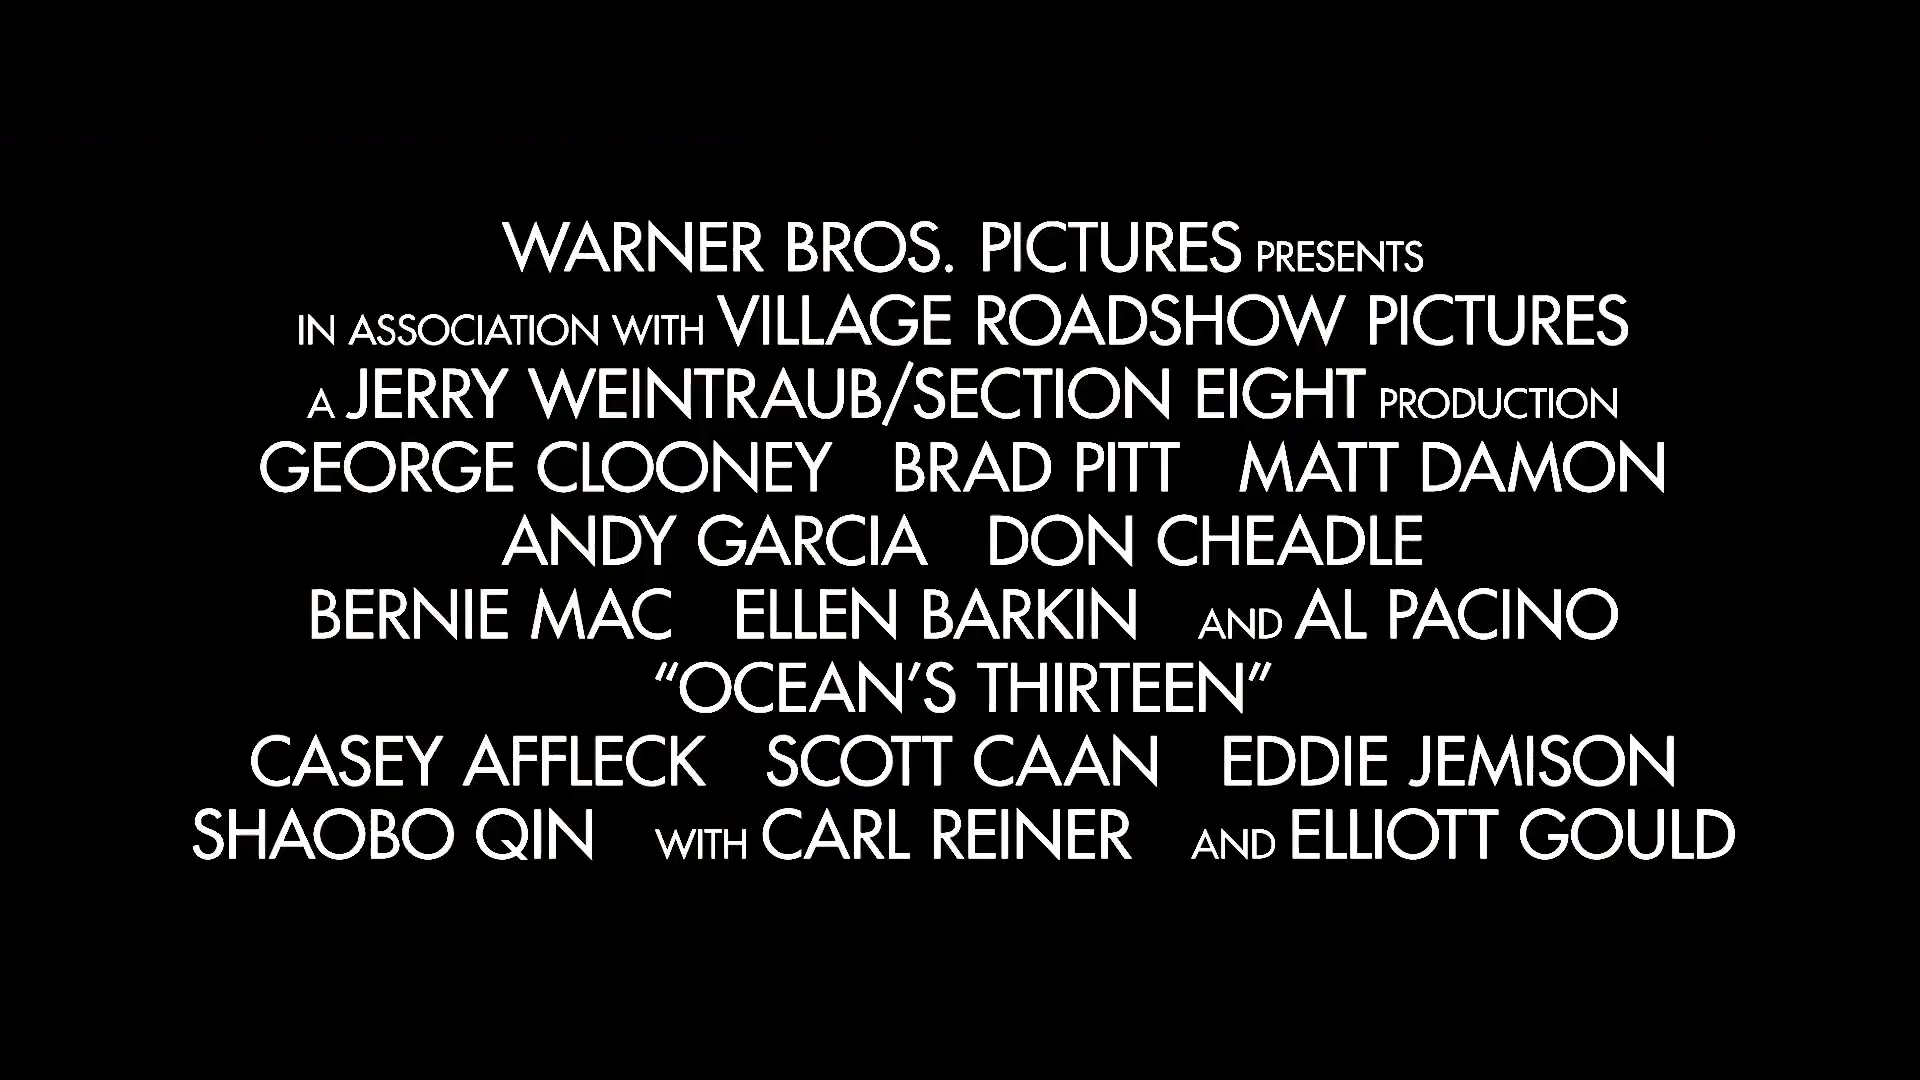 WARNER BROS. PICTURES PRESENTS
IN ASSOCIATION WITH VILLAGE ROADSHOW PICTURES
A JERRY WEINTRAUB/SECTION EIGHT PRODUCTION
GEORGE CLOONEY BRAD PITT MATT DAMON
ANDY GARCIA DON CHEADLE
BERNIE MAC ELLEN BARKIN AND AL PACINO
“OCEAN’S THIRTEEN”
CASEY AFFLECK SCOTT CAAN EDDIE JEMISON
SHAOBO QIN WITH CARL REINER AND ELLIOTT GOULD